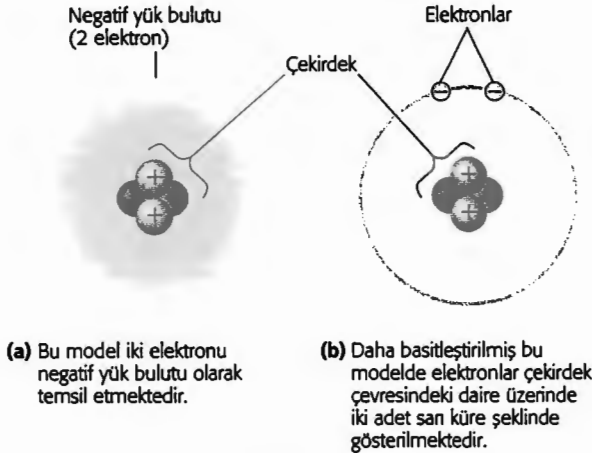 Negatif yük bulutu
(2 elektron)
Elektronlar
Çekirdek
− −
+
+
+
+
(a) Bu model iki elektronu
negatif yük bulutu olarak
temsil etmektedir.
(b) Daha basitleştirilmiş bu
modelde elektronlar çekirdek
çevresindeki daire üzerinde
iki adet sarı küre şeklinde
gösterilmektedir.